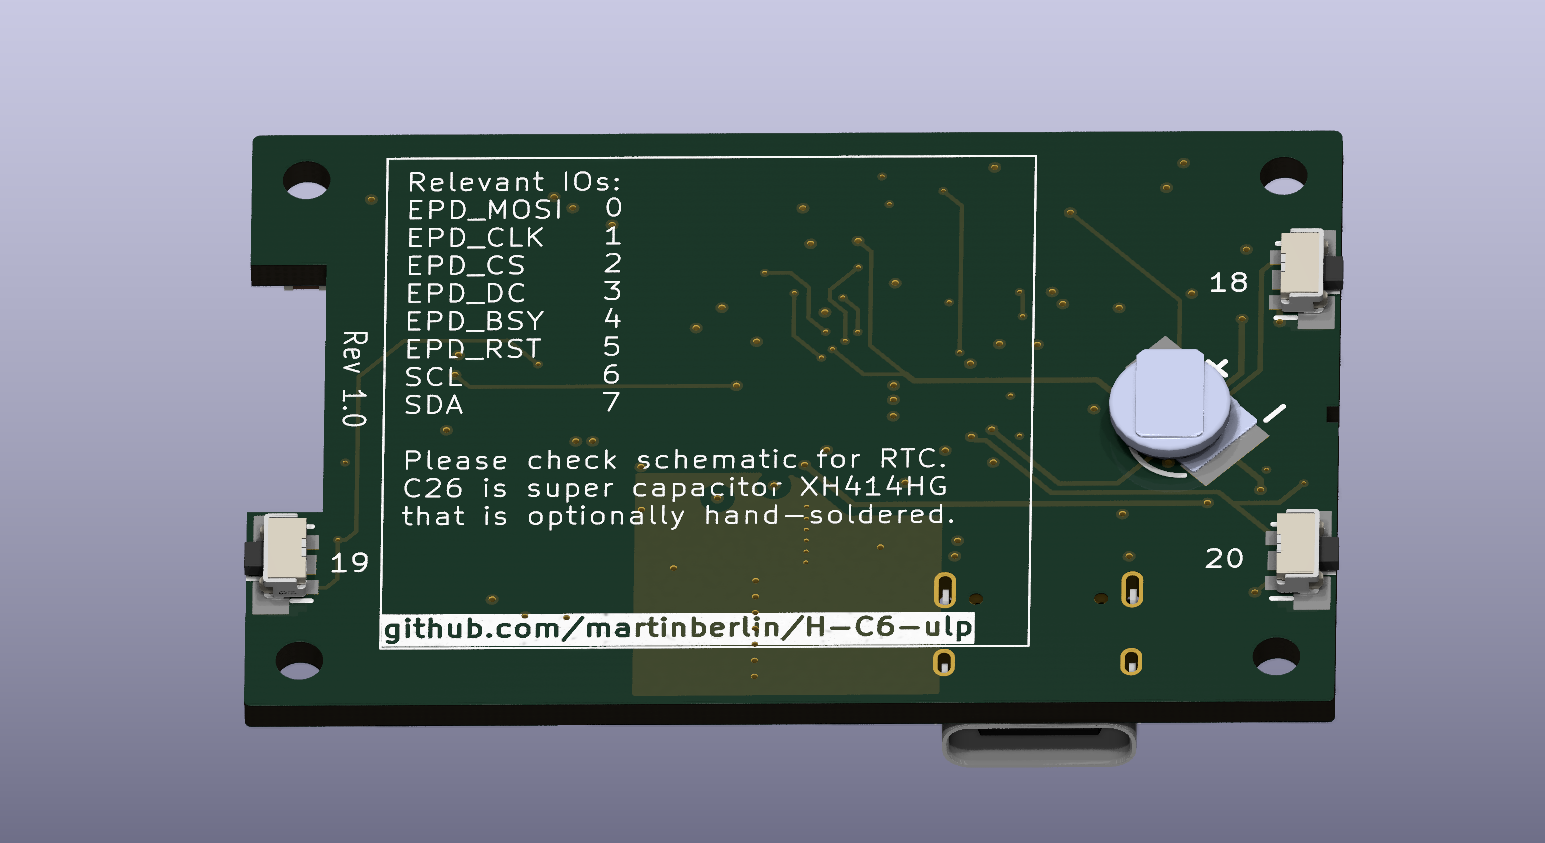 Relevant IOs:
EPD_MOSI 0
EPD_CLK 1
EPD_CS 2
EPD_DC 3
EPD_BSY 4
EPD_RST 5
SCL 6
SDA 7
Please check schematic for RTC.
C26 is super capacitor XH414HG
that is optionally hand-soldered.
github.com/martinberlin/H-C6-ulp
Rev 1.0
18
19
20